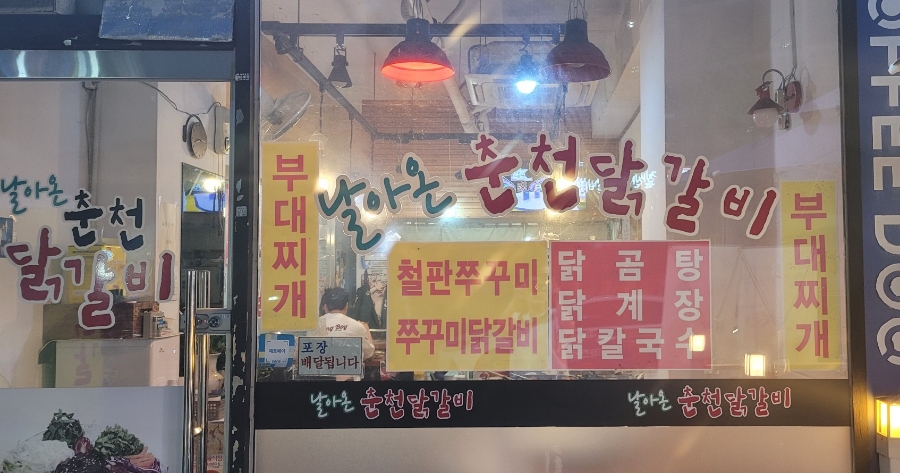 날아온
춘천
닭갈비
부대찌개
날아온 춘천닭갈비
철판쭈꾸미
쭈꾸미닭갈비
닭곰탕
닭계장
닭칼국수
부대찌개
포장
배달됩니다
날아온 춘천닭갈비
날아온 춘천닭갈비